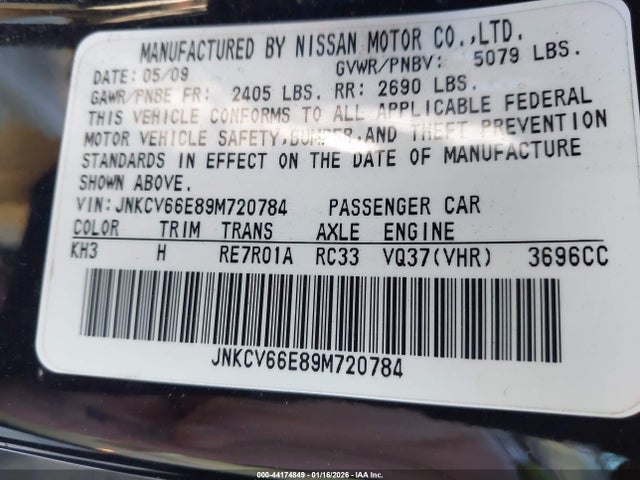 MANUFACTURED BY NISSAN MOTOR CO.,LTD.
DATE: 05/09 GVWR/PNBV: 5079 LBS.
GAWR/PNBE FR: 2405 LBS. RR: 2690 LBS.
THIS VEHICLE CONFORMS TO ALL APPLICABLE FEDERAL
MOTOR VEHICLE SAFETY,BUMPER,AND THEFT PREVENTION
STANDARDS IN EFFECT ON THE DATE OF MANUFACTURE
SHOWN ABOVE.
VIN:JNKCV66E89M720784 PASSENGER CAR
COLOR TRIM TRANS AXLE ENGINE
KH3 H RE7R01A RC33 VQ37(VHR) 3696CC
JNKCV66E89M720784
000-44174849 - 01/16/2026 - IAA Inc.